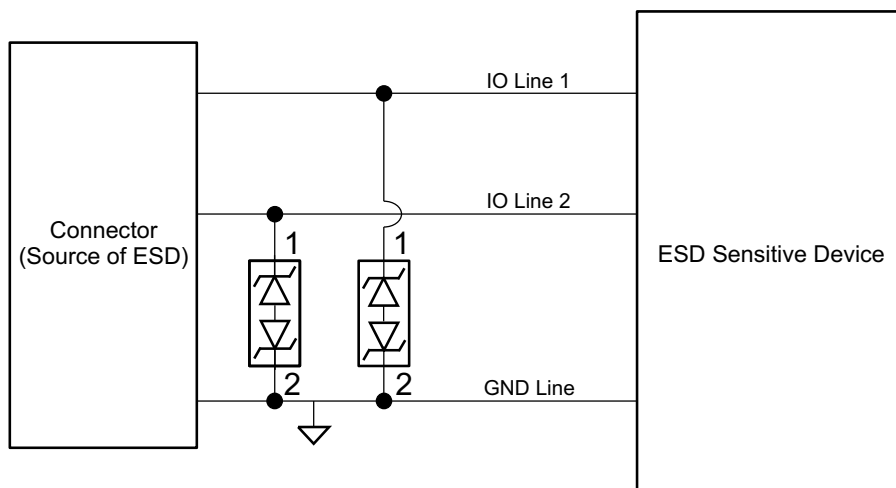 IO Line 1
IO Line 2
Connector
(Source of ESD)
1
1
ESD Sensitive Device
2
2
GND Line